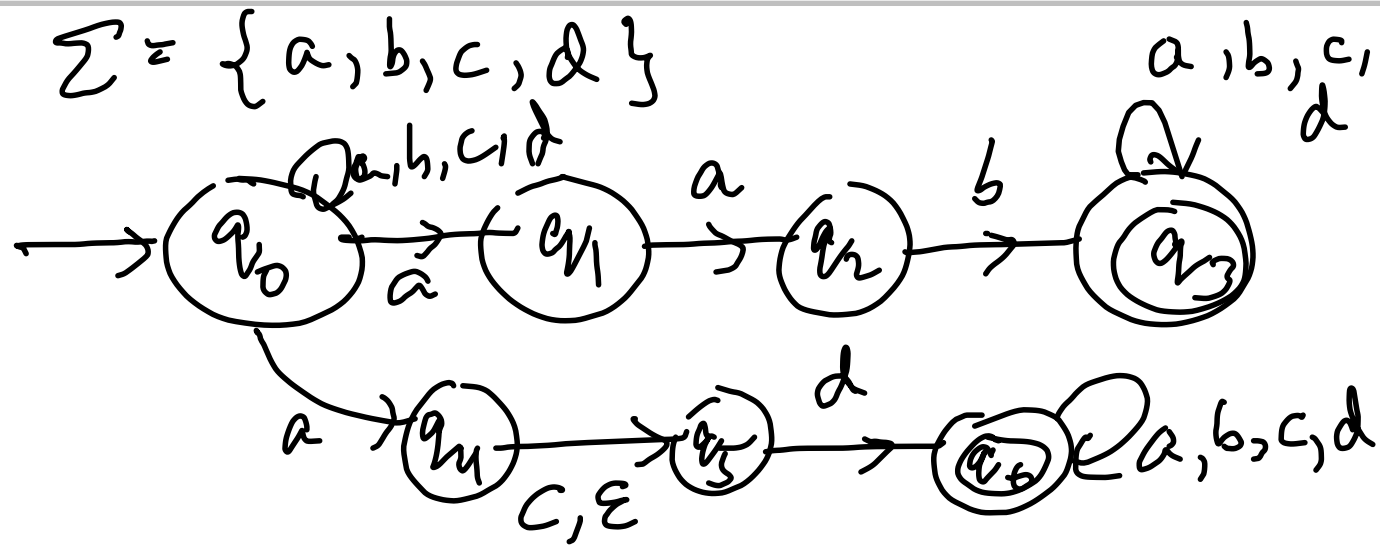 Σ = {a, b, c, d}
a, b, c,
d
a, b, c, d
a
b
q0
q1
q2
q3
a
d
a
q4
q5
q6
a, b, c, d
c, ε